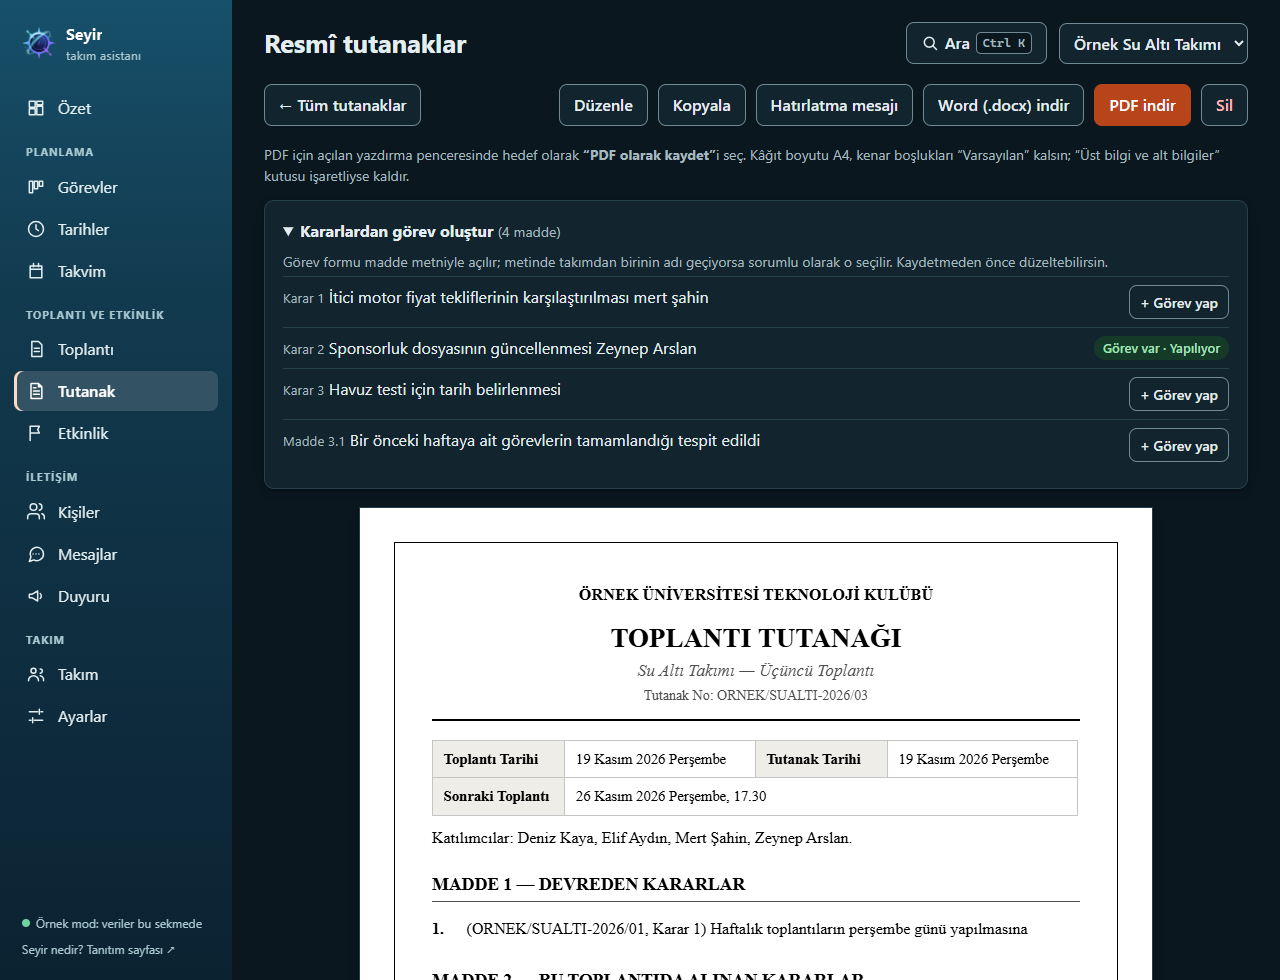 Seyir
takım asistanı
Özet
PLANLAMA
Görevler
Tarihler
Takvim
TOPLANTI VE ETKİNLİK
Toplantı
Tutanak
Etkinlik
İLETİŞİM
Kişiler
Mesajlar
Duyuru
TAKIM
Takım
Ayarlar
Örnek mod: veriler bu sekmede
Seyir nedir? Tanıtım sayfası ↗
Resmî tutanaklar
Ara Ctrl K
Örnek Su Altı Takımı
← Tüm tutanaklar
Düzenle
Kopyala
Hatırlatma mesajı
Word (.docx) indir
PDF indir
Sil
PDF için açılan yazdırma penceresinde hedef olarak “PDF olarak kaydet”i seç. Kâğıt boyutu A4, kenar boşlukları “Varsayılan” kalsın; “Üst bilgi ve alt bilgiler”
kutusu işaretliyse kaldır.
▼ Kararlardan görev oluştur (4 madde)
Görev formu madde metniyle açılır; metinde takımdan birinin adı geçiyorsa sorumlu olarak o seçilir. Kaydetmeden önce düzeltebilirsin.
Karar 1 İtici motor fiyat tekliflerinin karşılaştırılması mert şahin
+ Görev yap
Karar 2 Sponsorluk dosyasının güncellenmesi Zeynep Arslan
Görev var · Yapılıyor
Karar 3 Havuz testi için tarih belirlenmesi
+ Görev yap
Madde 3.1 Bir önceki haftaya ait görevlerin tamamlandığı tespit edildi
+ Görev yap
ÖRNEK ÜNİVERSİTESİ TEKNOLOJİ KULÜBÜ
TOPLANTI TUTANAĞI
Su Altı Takımı — Üçüncü Toplantı
Tutanak No: ORNEK/SUALTI-2026/03
Toplantı Tarihi 19 Kasım 2026 Perşembe Tutanak Tarihi 19 Kasım 2026 Perşembe
Sonraki Toplantı 26 Kasım 2026 Perşembe, 17.30
Katılımcılar: Deniz Kaya, Elif Aydın, Mert Şahin, Zeynep Arslan.
MADDE 1 — DEVREDEN KARARLAR
1. (ORNEK/SUALTI-2026/01, Karar 1) Haftalık toplantıların perşembe günü yapılmasına
MADDE 2 — BU TOPLANTIDA ALINAN KARARLAR